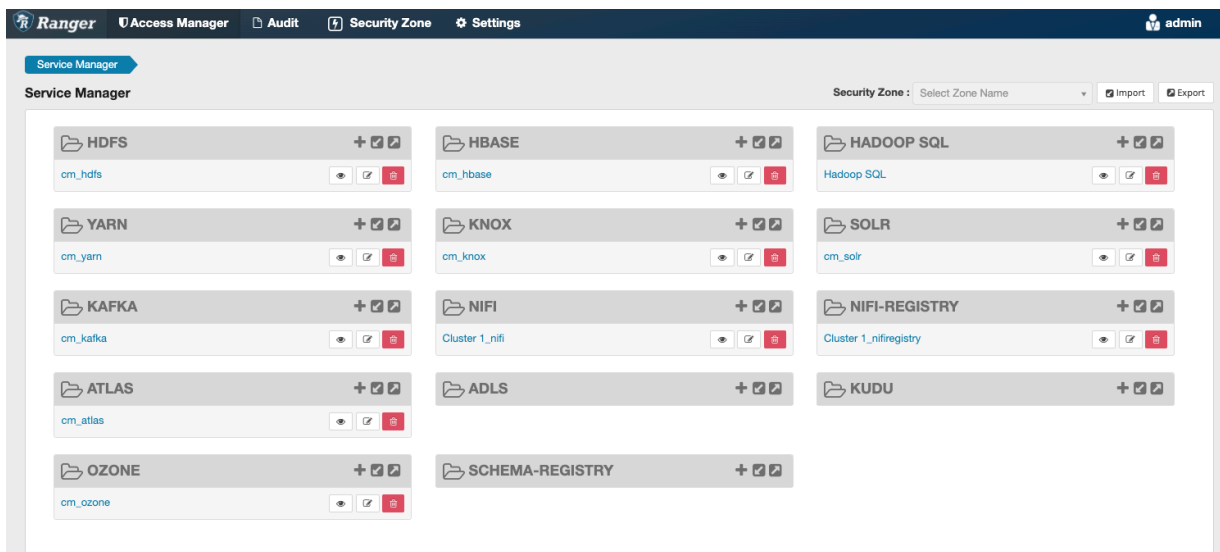 Ranger Access Manager Audit Security Zone Settings admin
Service Manager
Service Manager Security Zone : Select Zone Name Import Export
HDFS HBASE HADOOP SQL
cm_hdfs cm_hbase Hadoop SQL
YARN KNOX SOLR
cm_yarn cm_knox cm_solr
KAFKA NIFI NIFI-REGISTRY
cm_kafka Cluster 1_nifi Cluster 1_nifiregistry
ATLAS ADLS KUDU
cm_atlas
OZONE SCHEMA-REGISTRY
cm_ozone